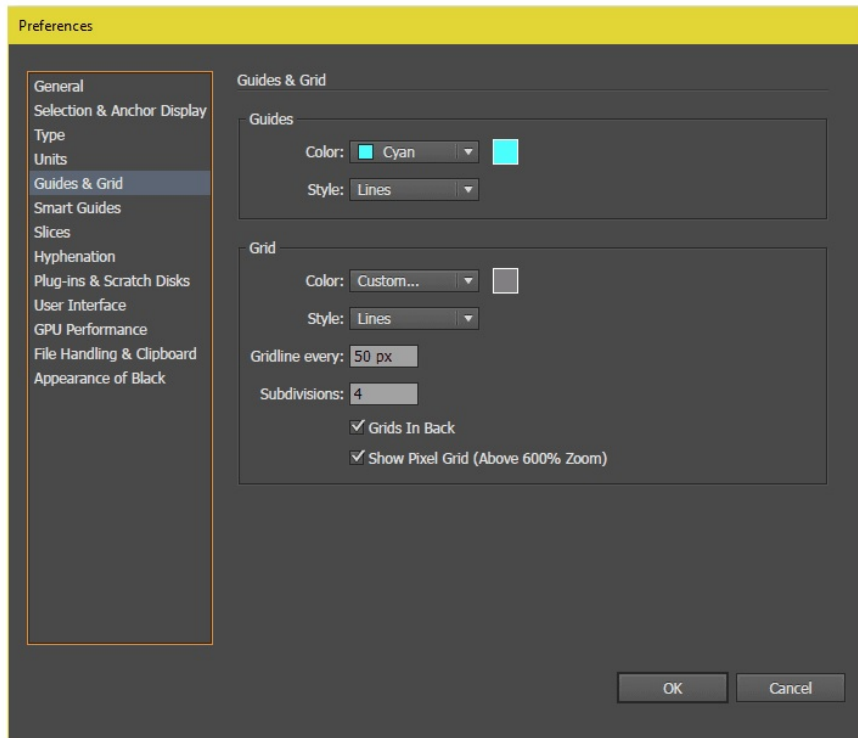 Preferences
General
Selection & Anchor Display
Type
Units
Guides & Grid
Smart Guides
Slices
Hyphenation
Plug-ins & Scratch Disks
User Interface
GPU Performance
File Handling & Clipboard
Appearance of Black
Guides & Grid
Guides
Color: Cyan
Style: Lines
Grid
Color: Custom...
Style: Lines
Gridline every: 50 px
Subdivisions: 4
Grids In Back
Show Pixel Grid (Above 600% Zoom)
OK Cancel